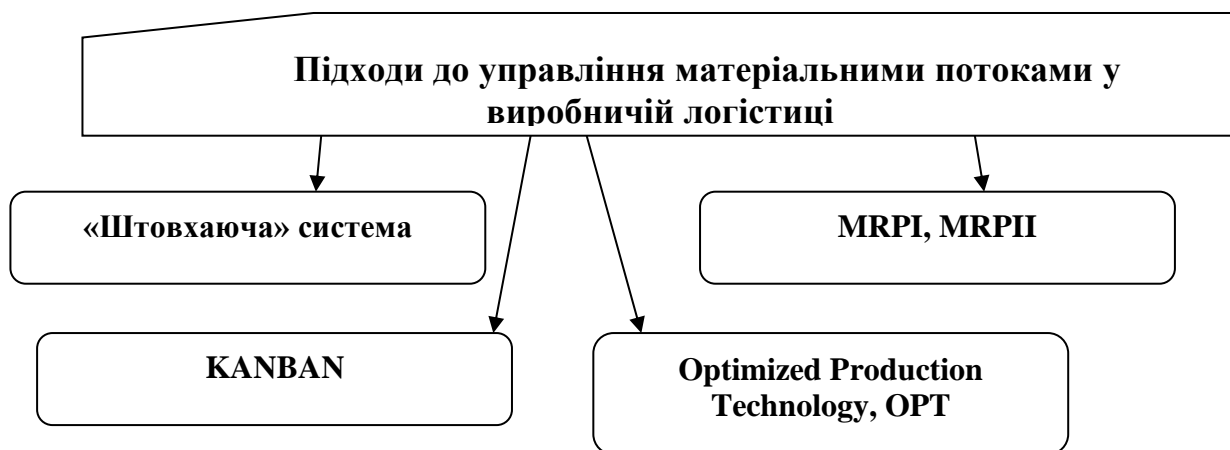 Підходи до управління матеріальними потоками у
виробничій логістиці
«Штовхаюча» система
MRPI, MRPII
KANBAN
Optimized Production
Technology, OPT